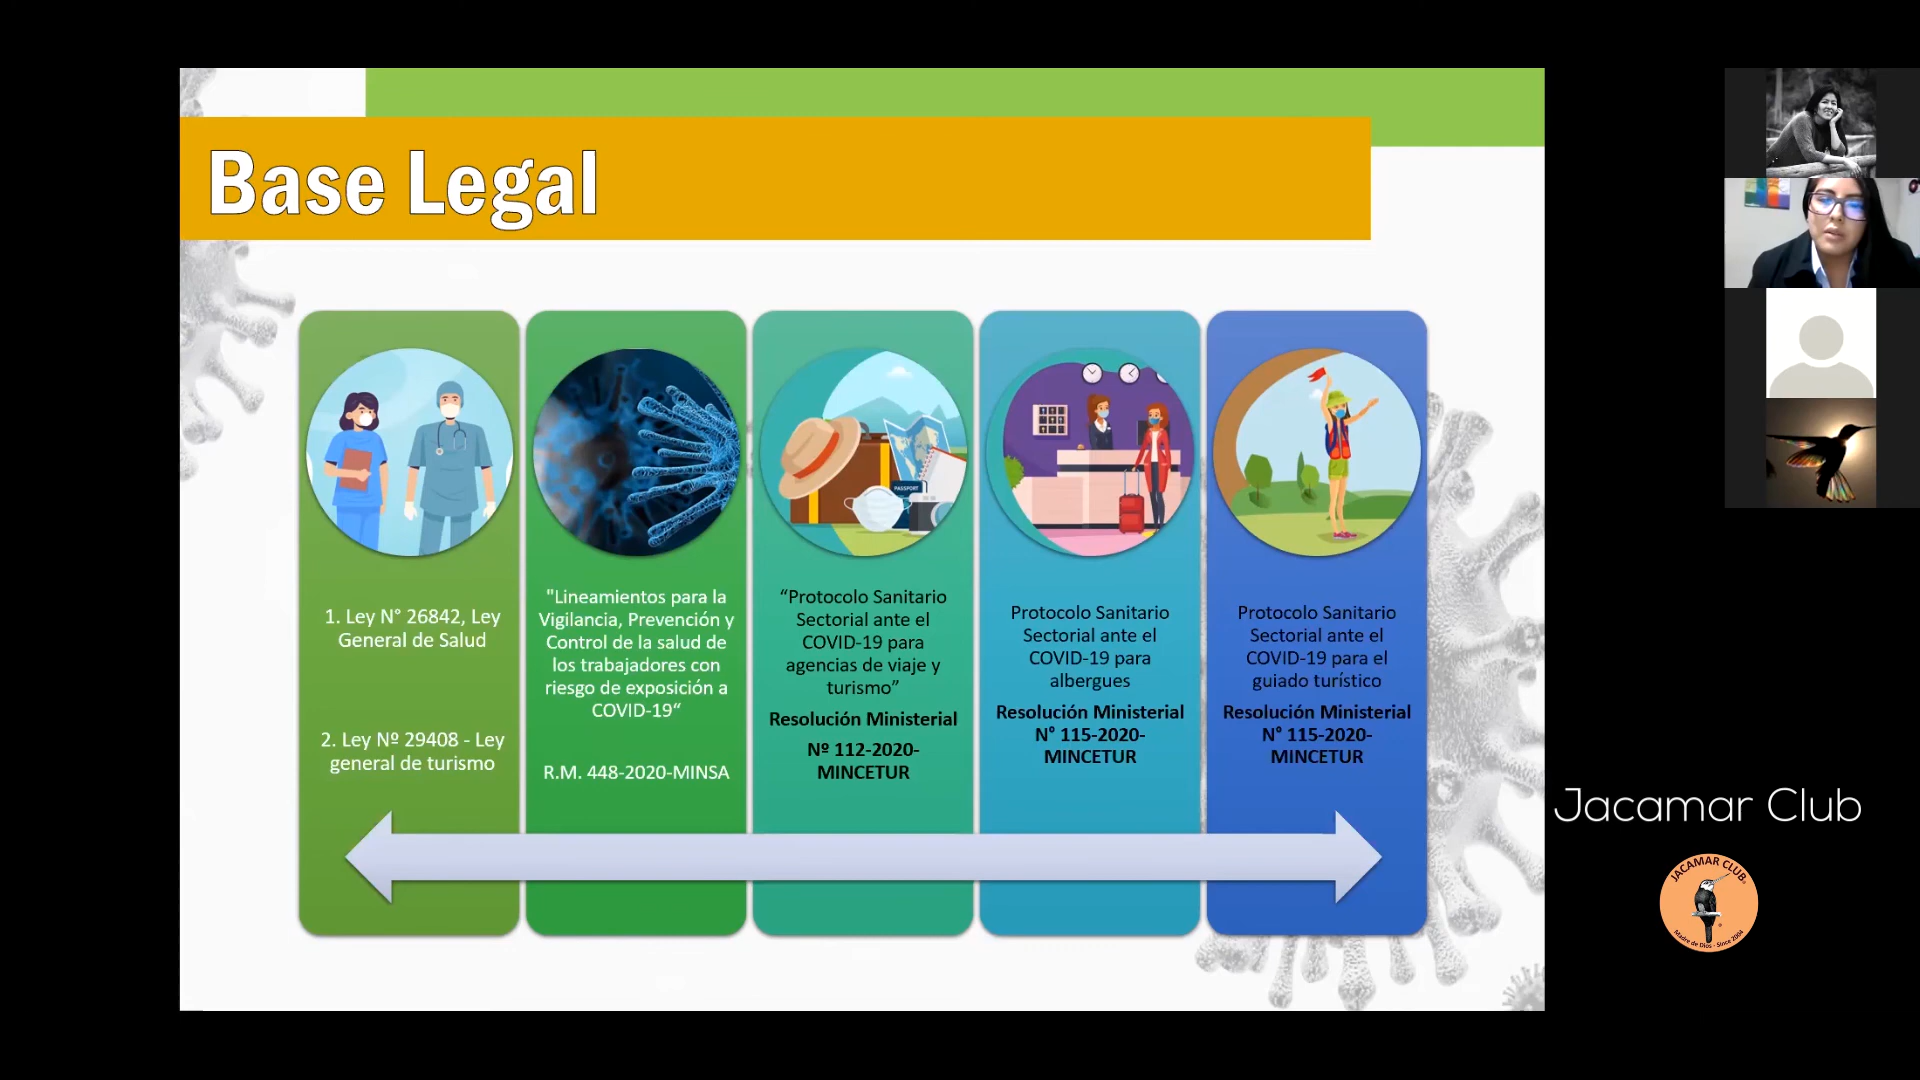 Base Legal
1. Ley N° 26842, Ley
General de Salud
2. Ley Nº 29408 - Ley
general de turismo
"Lineamientos para la
Vigilancia, Prevención y
Control de la salud de
los trabajadores con
riesgo de exposición a
COVID-19“
R.M. 448-2020-MINSA
PASSPORT
“Protocolo Sanitario
Sectorial ante el
COVID-19 para
agencias de viaje y
turismo”
Resolución Ministerial
Nº 112-2020-
MINCETUR
Protocolo Sanitario
Sectorial ante el
COVID-19 para
albergues
Resolución Ministerial
N° 115-2020-
MINCETUR
Protocolo Sanitario
Sectorial ante el
COVID-19 para el
guiado turístico
Resolución Ministerial
N° 115-2020-
MINCETUR
Jacamar Club
JACAMAR CLUB
Madre de Dios - Since 2004